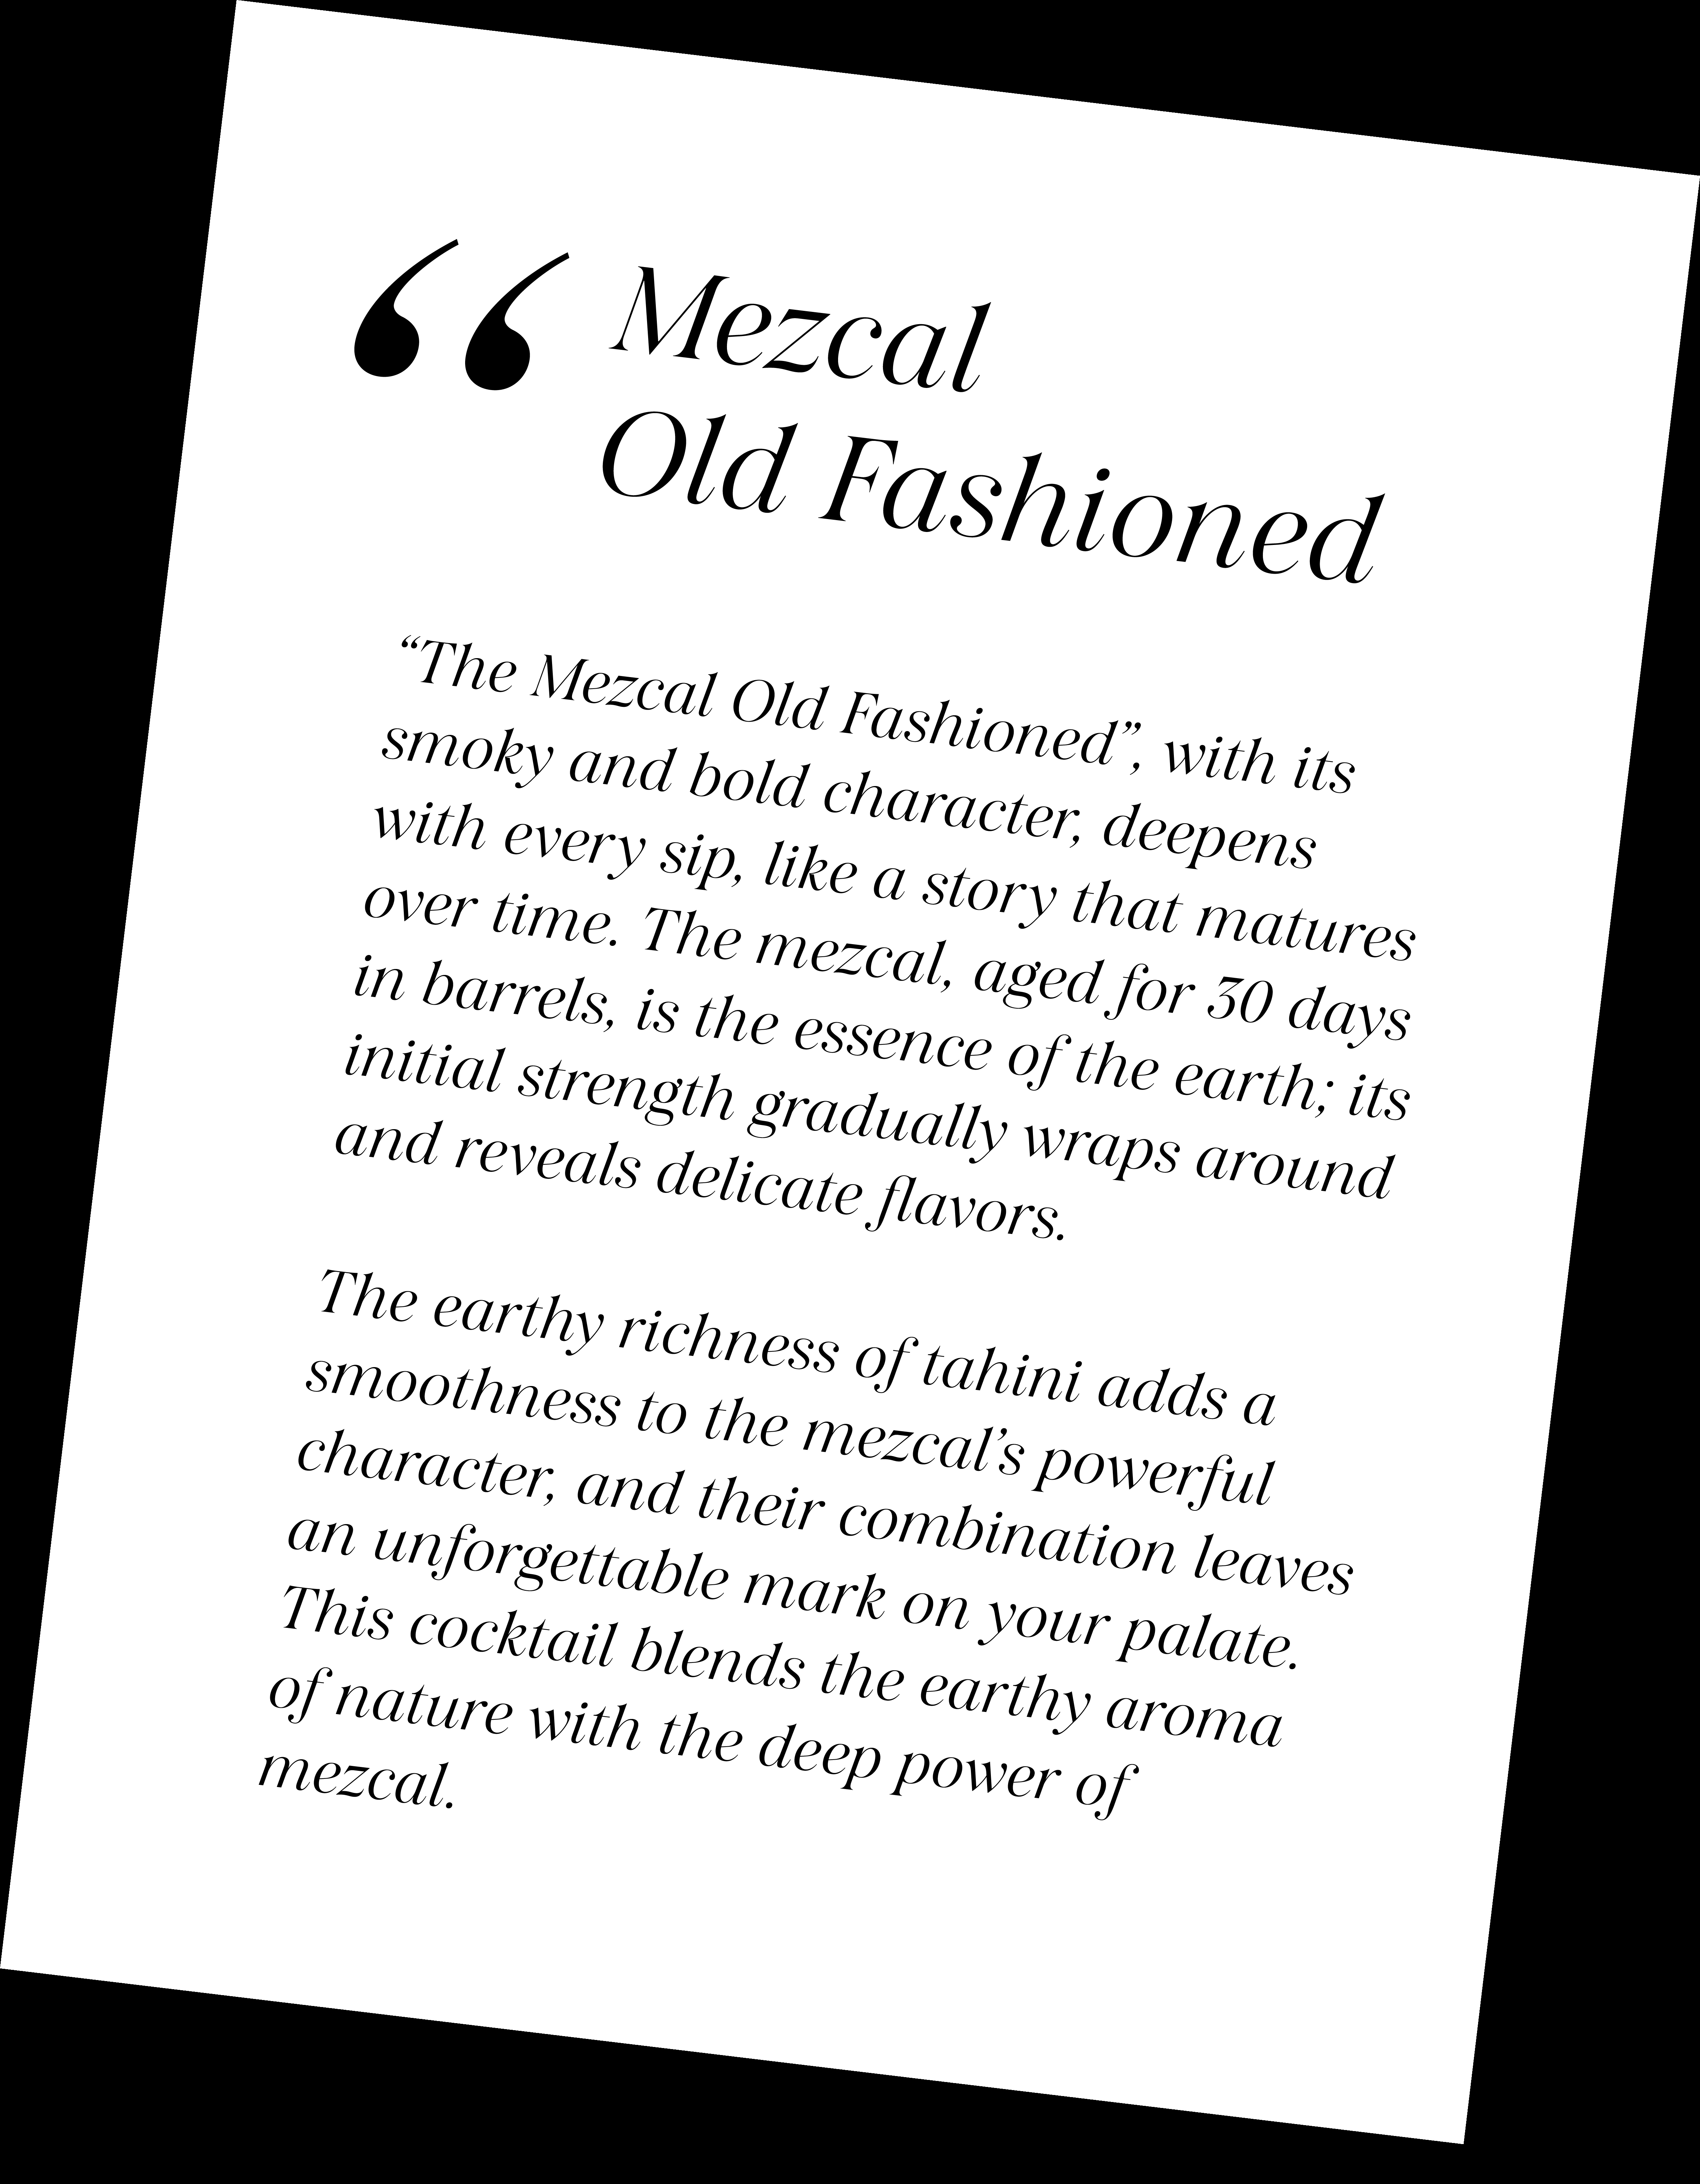 “ Mezcal
Old Fashioned
“The Mezcal Old Fashioned”, with its
smoky and bold character, deepens
with every sip, like a story that matures
over time. The mezcal, aged for 30 days
in barrels, is the essence of the earth; its
initial strength gradually wraps around
and reveals delicate flavors.
The earthy richness of tahini adds a
smoothness to the mezcal’s powerful
character, and their combination leaves
an unforgettable mark on your palate.
This cocktail blends the earthy aroma
of nature with the deep power of
mezcal.